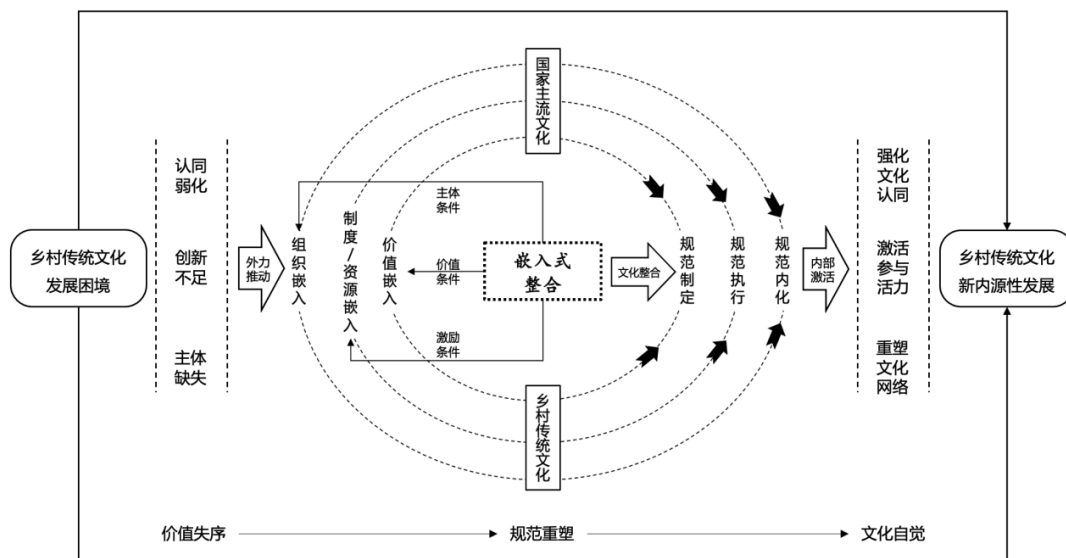 乡村传统文化
发展困境
认同
弱化
创新
不足
主体
缺失
外力
推动
组织嵌入
制度/资源嵌入
价值嵌入
国家主流文化
主体
条件
价值
条件
激励
条件
嵌入式
整合
乡村传统文化
文化整合
规范制定
规范执行
规范内化
内部
激活
强化
文化
认同
激活
参与
活力
重塑
文化
网络
乡村传统文化
新内源性发展
价值失序
规范重塑
文化自觉